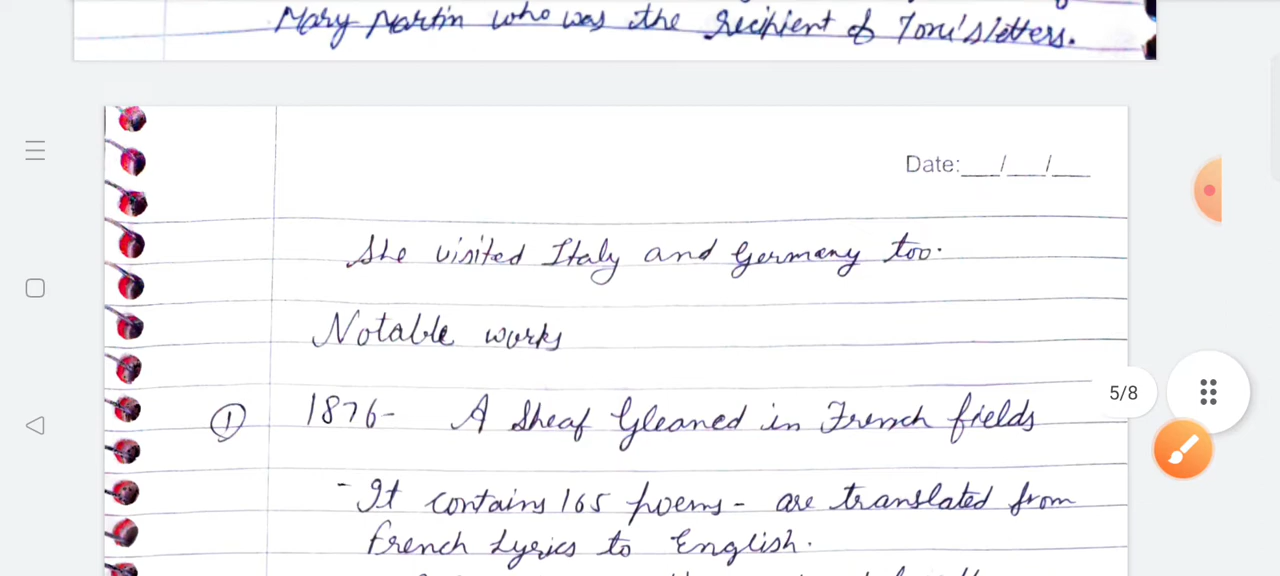 Mary Martin who was the recipient of Toru's letters.
Date:___/___/___
She visited Italy and Germany too.
Notable works
① 1876- A Sheaf Gleaned in French fields
- It contains 165 poems - are translated from
French Lyrics to English.
5/8